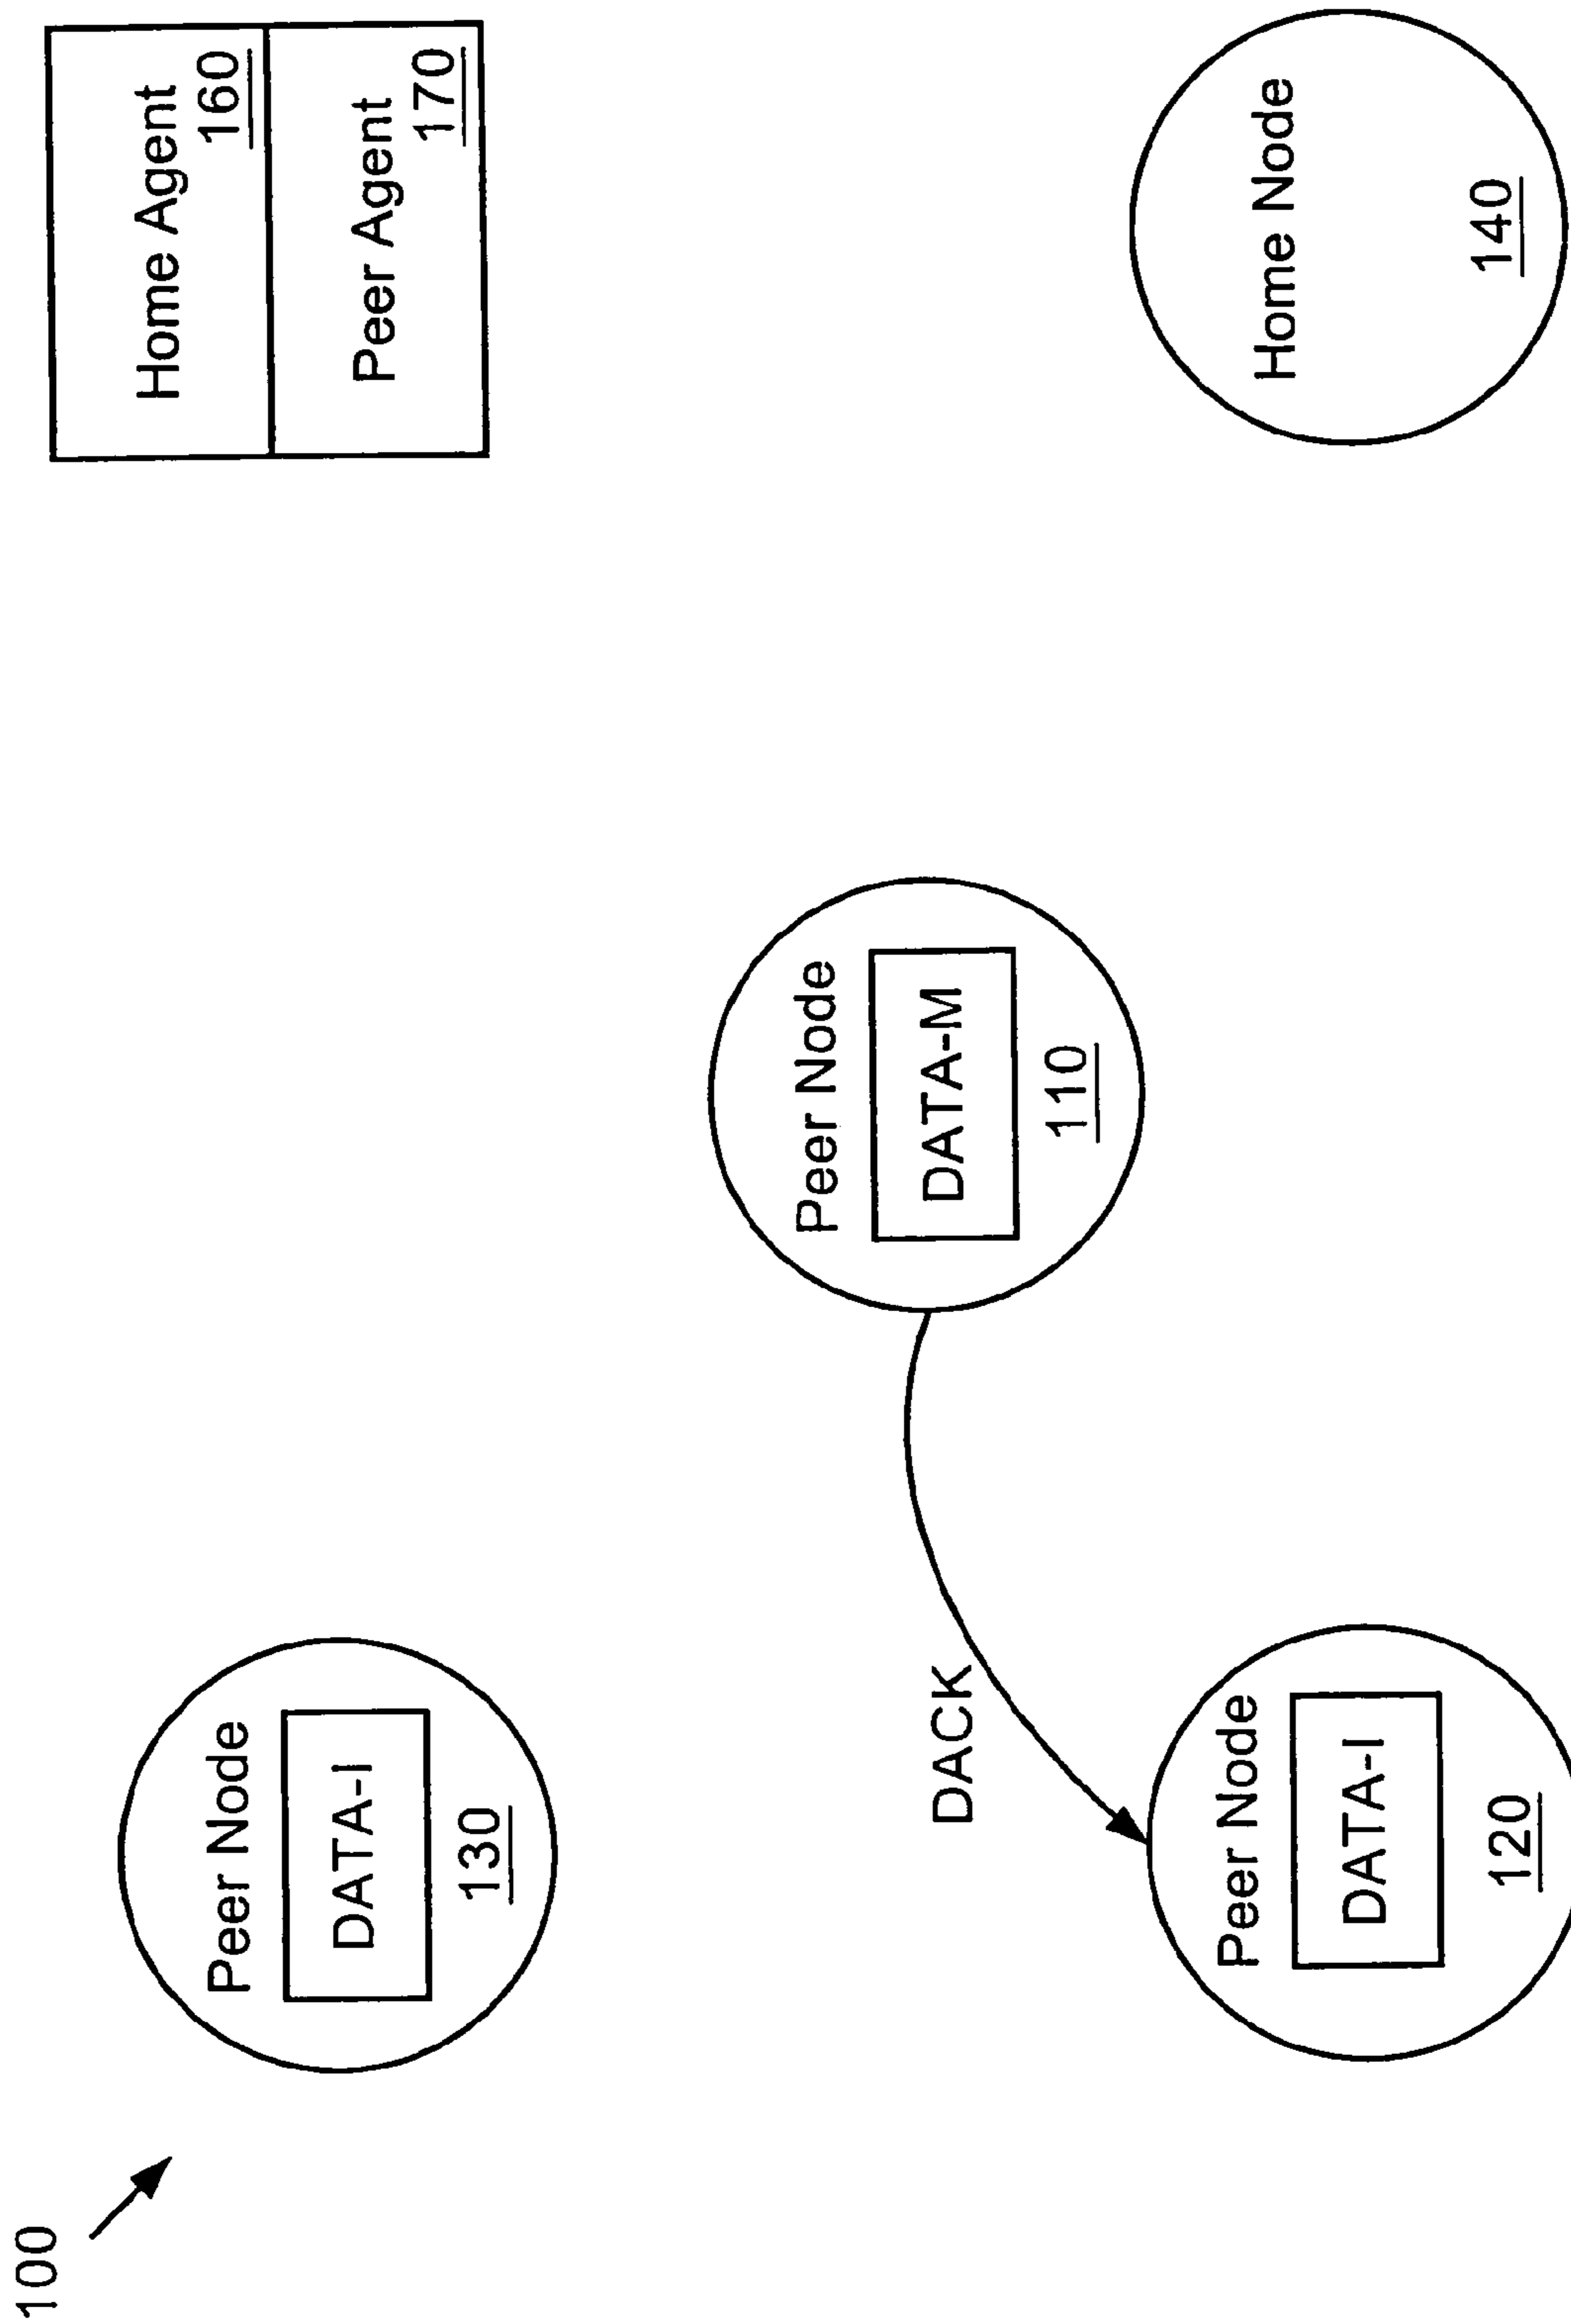 100
Peer Node
DATA-I
130
Home Agent
160
Peer Agent
170
Peer Node
DATA-M
110
DACK
Peer Node
DATA-I
120
Home Node
140